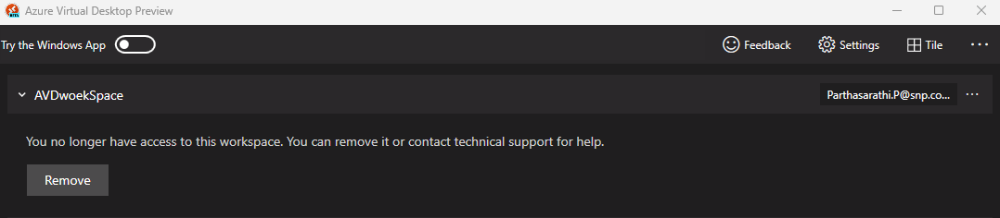 Azure Virtual Desktop Preview
Try the Windows App Feedback Settings Tile
AVDwoekSpace Parthasarathi.P@snp.co...
You no longer have access to this workspace. You can remove it or contact technical support for help.
Remove